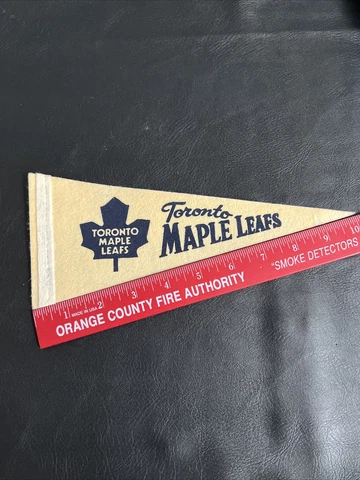 TORONTO
MAPLE
LEAFS
Toronto
MAPLE LEAFS
1 MADE IN USA 2 3 4 5 6 7 8 9 10
ORANGE COUNTY FIRE AUTHORITY "SMOKE DETECTORS